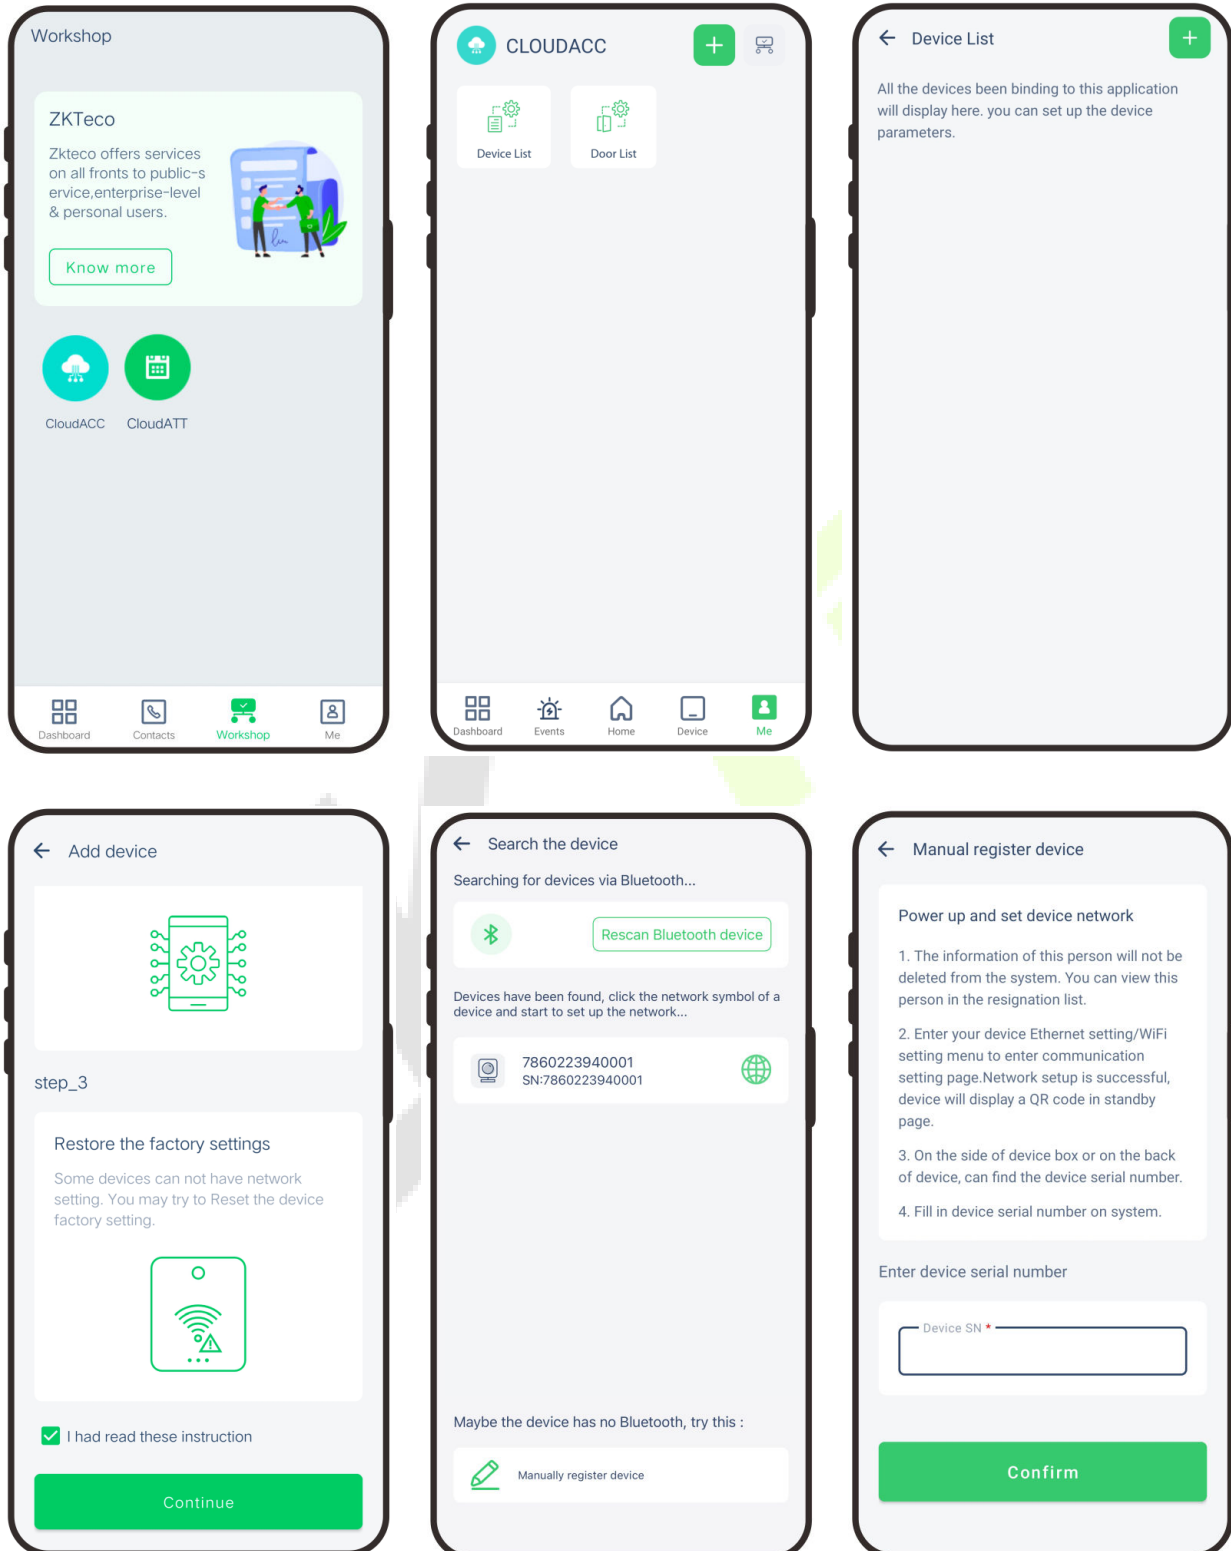 Workshop
ZKTeco
Zkteco offers services
on all fronts to public-s
ervice,enterprise-level
& personal users.
Know more
CloudACC
CloudATT
Dashboard
Contacts
Workshop
Me
CLOUDACC
+
Device List
Door List
Dashboard
Events
Home
Device
Me
Device List
+
All the devices been binding to this application
will display here. you can set up the device
parameters.
Add device
step_3
Restore the factory settings
Some devices can not have network
setting. You may try to Reset the device
factory setting.
I had read these instruction
Continue
Search the device
Searching for devices via Bluetooth...
Rescan Bluetooth device
Devices have been found, click the network symbol of a
device and start to set up the network...
7860223940001
SN:7860223940001
Maybe the device has no Bluetooth, try this :
Manually register device
Manual register device
Power up and set device network
1. The information of this person will not be
deleted from the system. You can view this
person in the resignation list.
2. Enter your device Ethernet setting/WiFi
setting menu to enter communication
setting page.Network setup is successful,
device will display a QR code in standby
page.
3. On the side of device box or on the back
of device, can find the device serial number.
4. Fill in device serial number on system.
Enter device serial number
Device SN *
Confirm